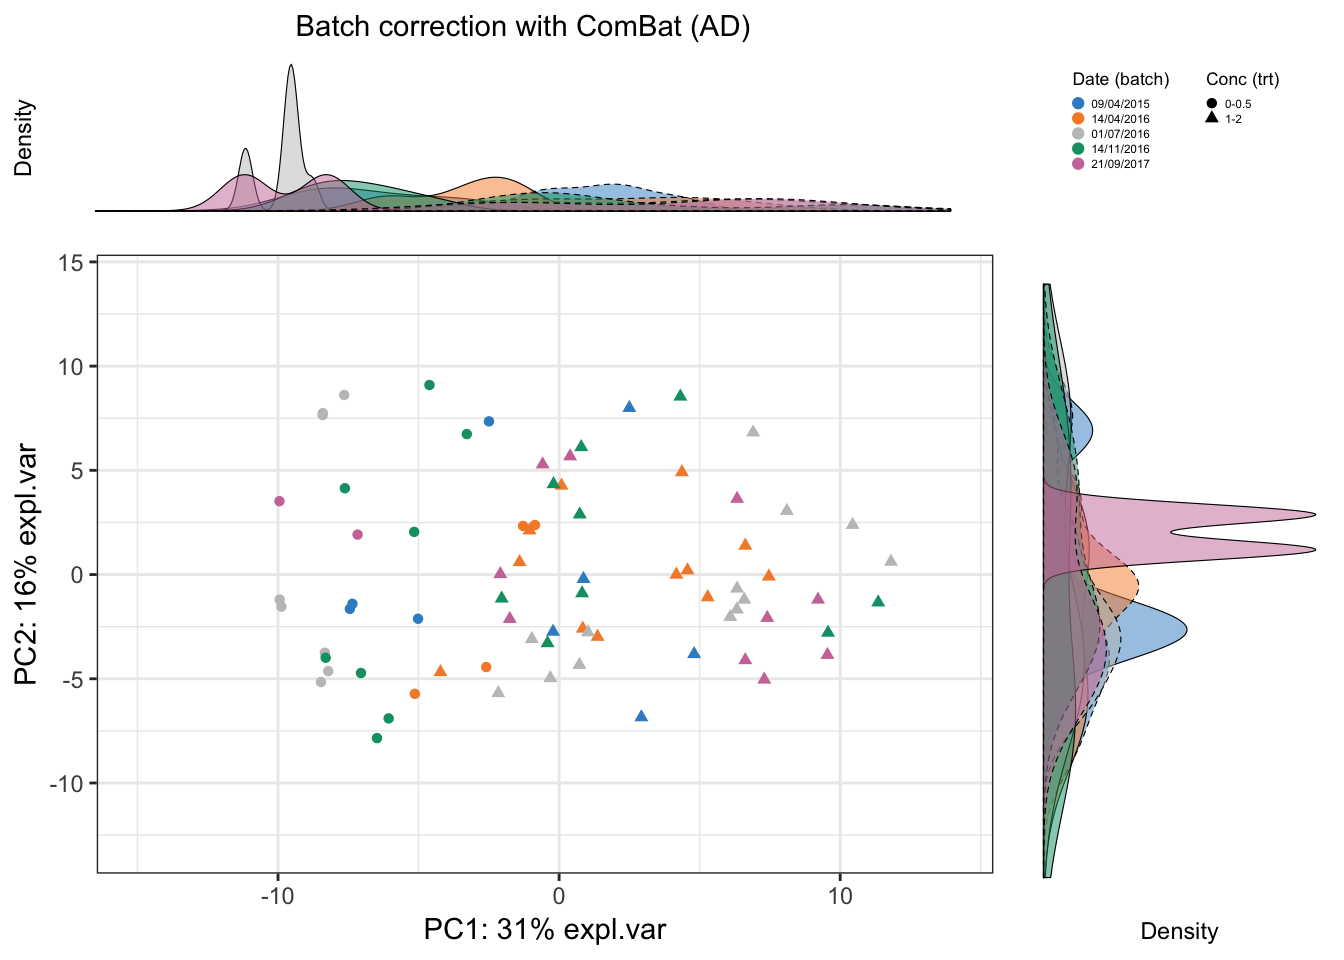 Batch correction with ComBat (AD)
Density
Date (batch)
09/04/2015
14/04/2016
01/07/2016
14/11/2016
21/09/2017
Conc (trt)
0-0.5
1-2
15
10
5
0
-5
-10
PC2: 16% expl.var
-10
0
10
PC1: 31% expl.var
Density